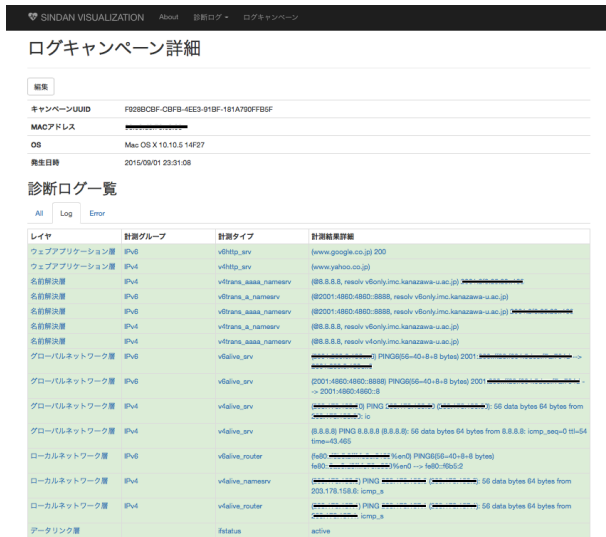 SINDAN VISUALIZATION About 診断ログ ログキャンペーン
ログキャンペーン詳細
編集
キャンペーンUUID F928BCBF-CBFB-4EE3-91BF-181A790FFB5F
MACアドレス
OS Mac OS X 10.10.5 14F27
発生日時 2015/09/01 23:31:08
診断ログ一覧
All Log Error
レイヤ 計測グループ 計測タイプ 計測結果詳細
ウェブアプリケーション層 IPv6 v6http_srv (www.google.co.jp) 200
ウェブアプリケーション層 IPv4 v4http_srv (www.yahoo.co.jp)
名前解決層 IPv4 v4trans_aaaa_namesrv (@8.8.8.8, resolv v6only.imc.kanazawa-u.ac.jp)
名前解決層 IPv6 v6trans_a_namesrv (@2001:4860:4860::8888, resolv v4only.imc.kanazawa-u.ac.jp)
名前解決層 IPv6 v6trans_aaaa_namesrv (@2001:4860:4860::8888, resolv v6only.imc.kanazawa-u.ac.jp)
名前解決層 IPv4 v4trans_a_namesrv (@8.8.8.8, resolv v6only.imc.kanazawa-u.ac.jp)
名前解決層 IPv4 v4trans_aaaa_namesrv (@8.8.8.8, resolv v4only.imc.kanazawa-u.ac.jp)
グローバルネットワーク層 IPv6 v6alive_srv PING6(56=40+8+8 bytes) 2001: -->
グローバルネットワーク層 IPv6 v6alive_srv (2001:4860:4860::8888) PING6(56=40+8+8 bytes) 2001: -
-> 2001:4860:4860::8
グローバルネットワーク層 IPv4 v4alive_srv PING : 56 data bytes 64 bytes from
: ic
グローバルネットワーク層 IPv4 v4alive_srv (8.8.8.8) PING 8.8.8.8 (8.8.8.8): 56 data bytes 64 bytes from 8.8.8.8: icmp_seq=0 ttl=54
time=43.465
ローカルネットワーク層 IPv6 v6alive_router (fe80: %en0) PING6(56=40+8+8 bytes)
fe80: %en0 --> fe80::f6b5:2
ローカルネットワーク層 IPv4 v4alive_namesrv PING : 56 data bytes 64 bytes from
203.178.158.6: icmp_s
ローカルネットワーク層 IPv4 v4alive_router PING : 56 data bytes 64 bytes from
: icmp_s
データリンク層 ifstatus active